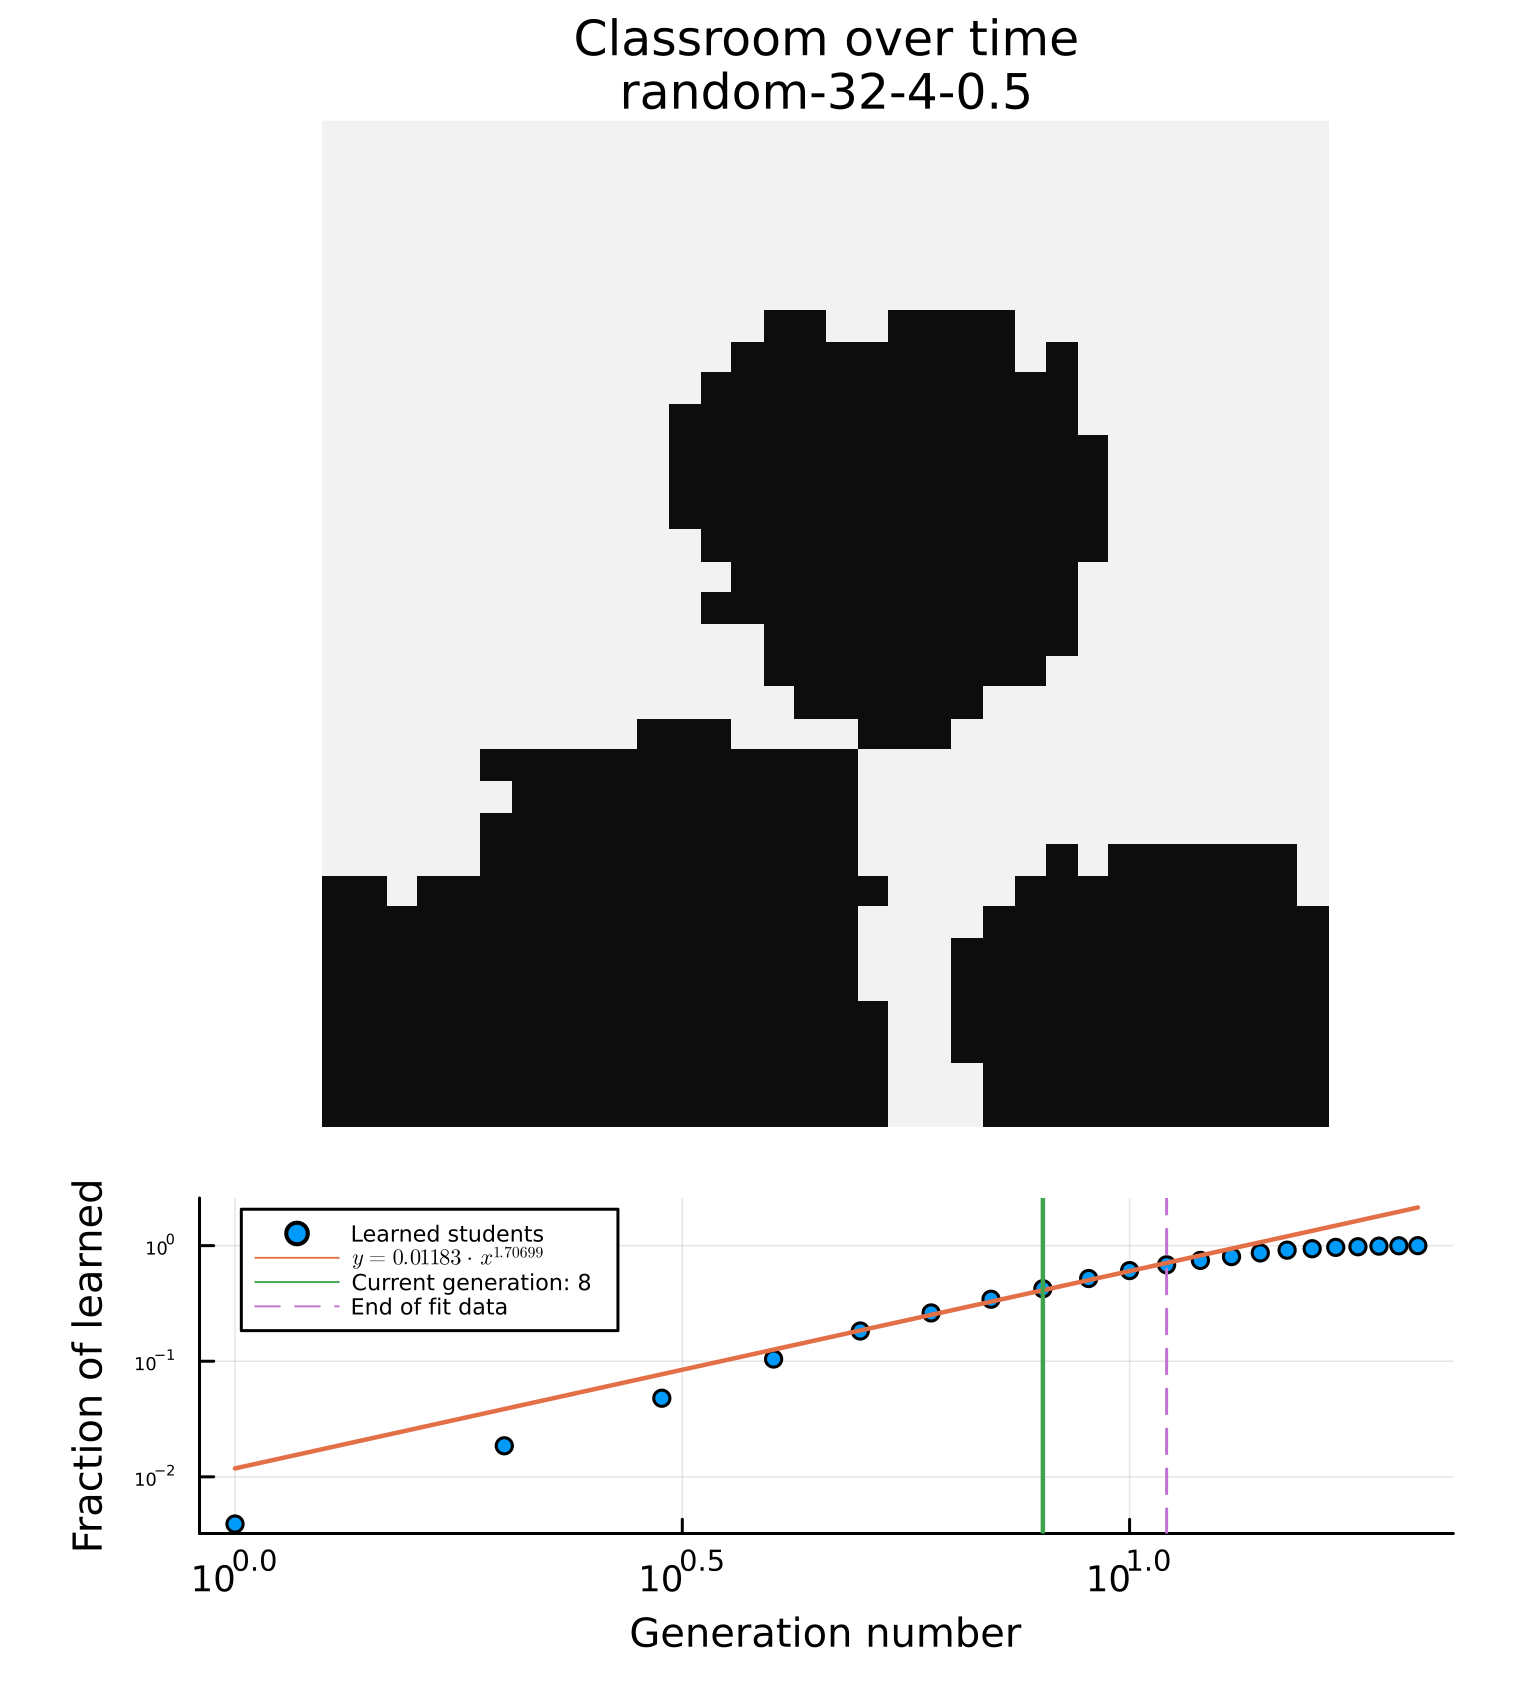 Classroom over time
random-32-4-0.5
Fraction of learned
Learned students
y = 0.01183 · x^1.70699
Current generation: 8
End of fit data
10^0
10^−1
10^−2
10^0.0
10^0.5
10^1.0
Generation number